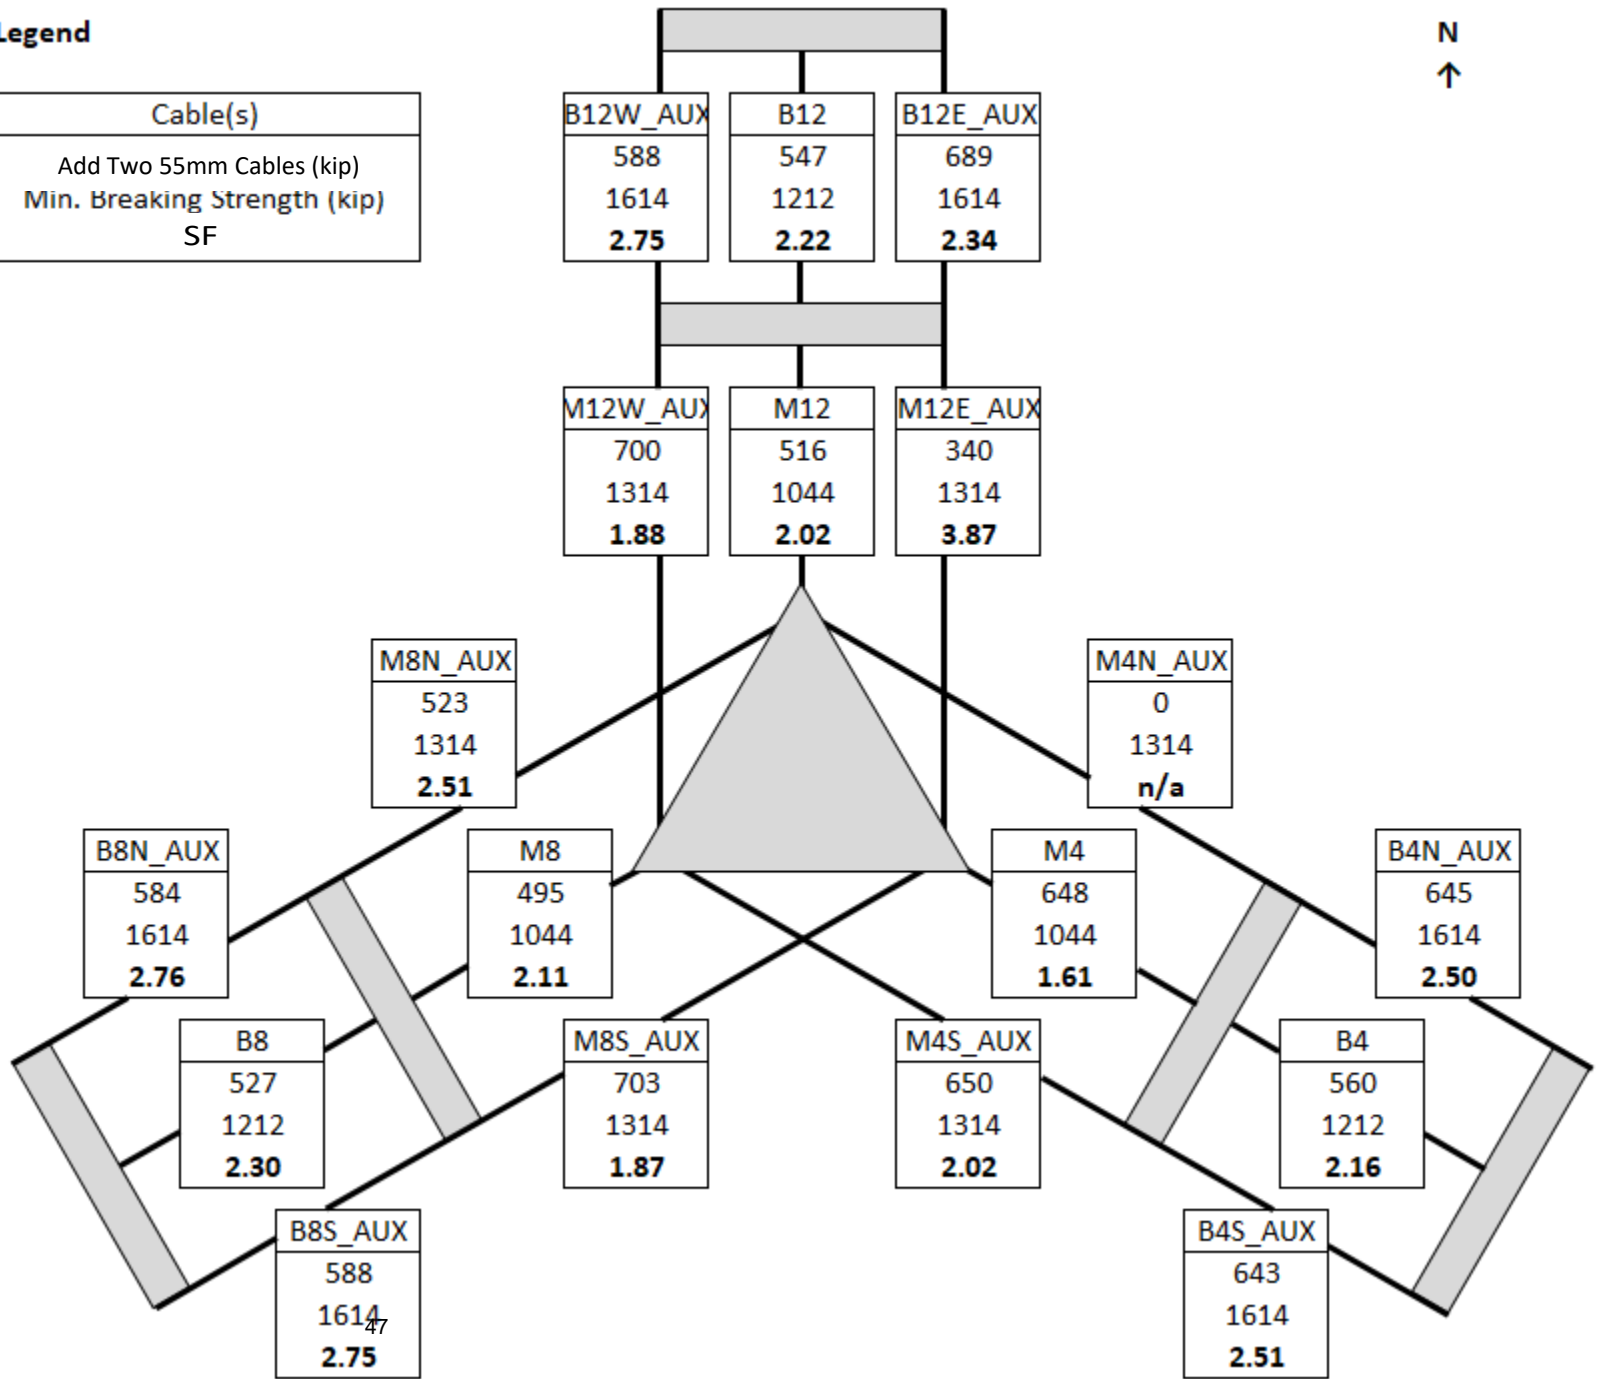 Legend
N
↑
Cable(s)
Add Two 55mm Cables (kip)
Min. Breaking Strength (kip)
SF
B12W_AUX
588
1614
2.75
B12
547
1212
2.22
B12E_AUX
689
1614
2.34
M12W_AUX
700
1314
1.88
M12
516
1044
2.02
M12E_AUX
340
1314
3.87
M8N_AUX
523
1314
2.51
M4N_AUX
0
1314
n/a
B8N_AUX
584
1614
2.76
M8
495
1044
2.11
M4
648
1044
1.61
B4N_AUX
645
1614
2.50
B8
527
1212
2.30
M8S_AUX
703
1314
1.87
M4S_AUX
650
1314
2.02
B4
560
1212
2.16
B8S_AUX
588
1614
2.75
B4S_AUX
643
1614
2.51
47